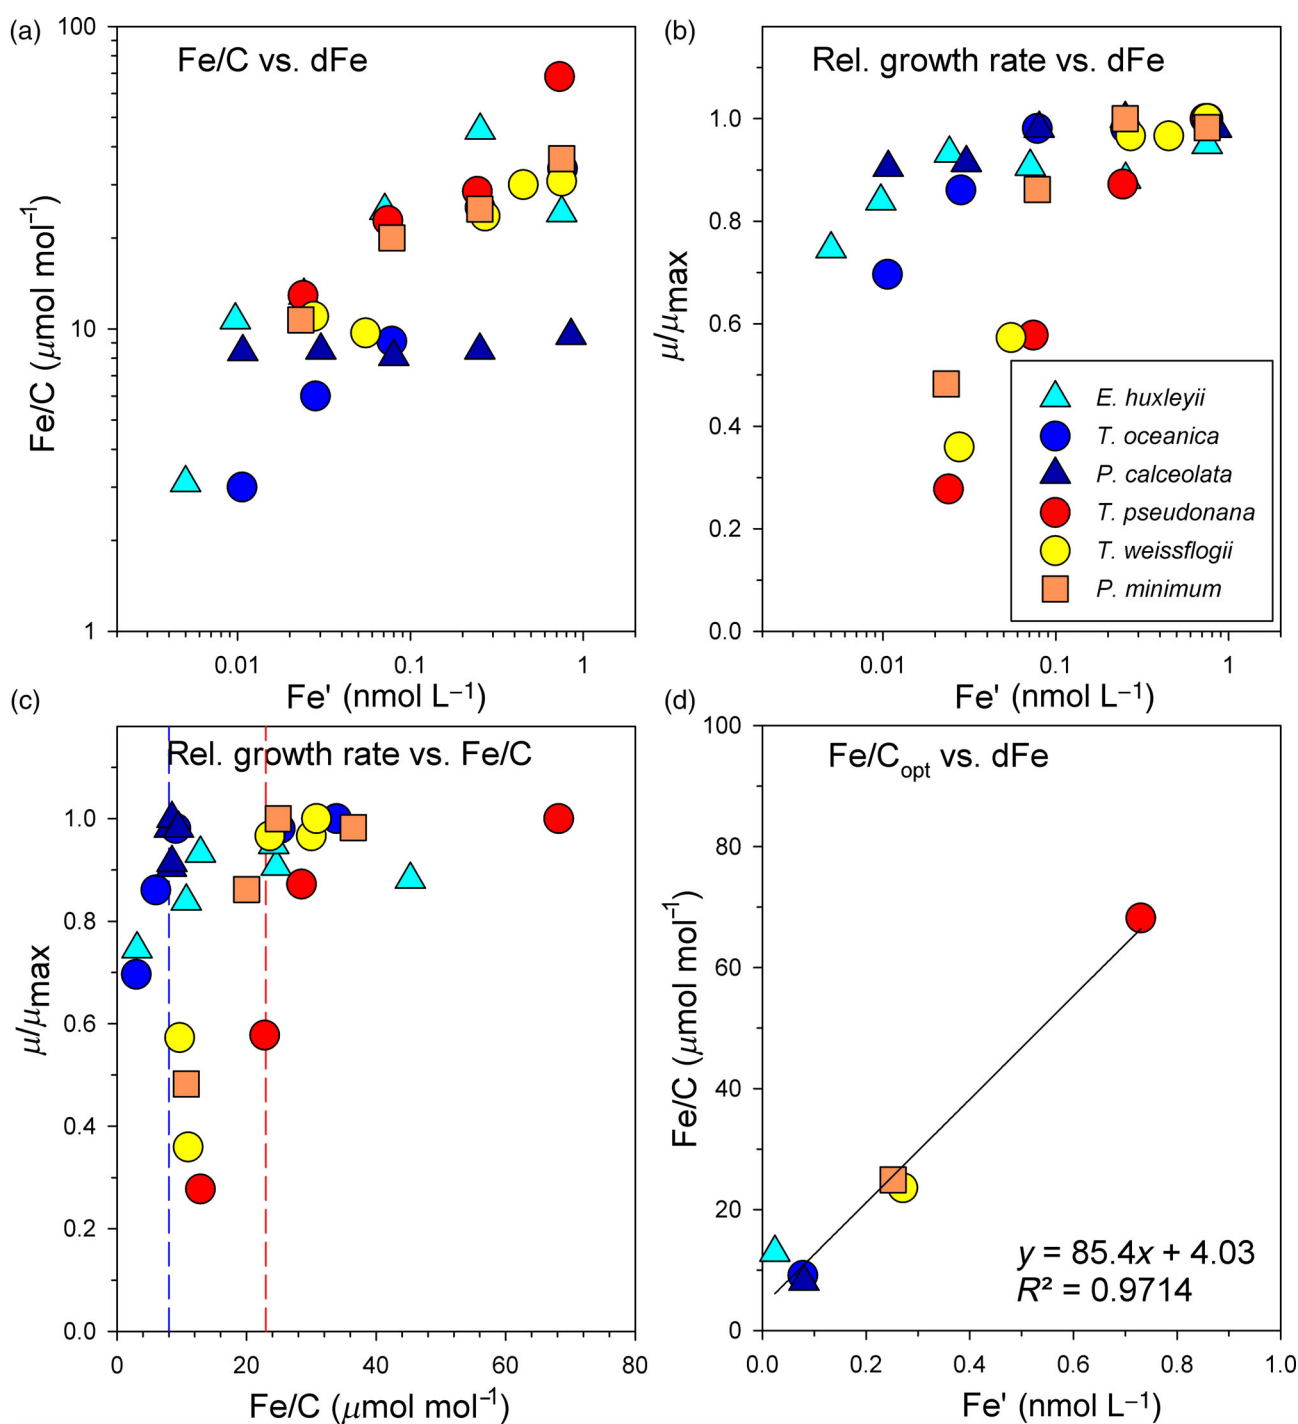 (a)
Fe/C vs. dFe
100
10
1
Fe/C (μmol mol⁻¹)
0.01 0.1 1
Fe' (nmol L⁻¹)
(b)
Rel. growth rate vs. dFe
1.0
0.8
0.6
0.4
0.2
0.0
μ/μmax
E. huxleyii
T. oceanica
P. calceolata
T. pseudonana
T. weissflogii
P. minimum
0.01 0.1 1
Fe' (nmol L⁻¹)
(c)
Rel. growth rate vs. Fe/C
1.0
0.8
0.6
0.4
0.2
0.0
μ/μmax
0 20 40 60 80
Fe/C (μmol mol⁻¹)
(d)
Fe/Copt vs. dFe
100
80
60
40
20
0
Fe/C (μmol mol⁻¹)
y = 85.4x + 4.03
R² = 0.9714
0.0 0.2 0.4 0.6 0.8 1.0
Fe' (nmol L⁻¹)